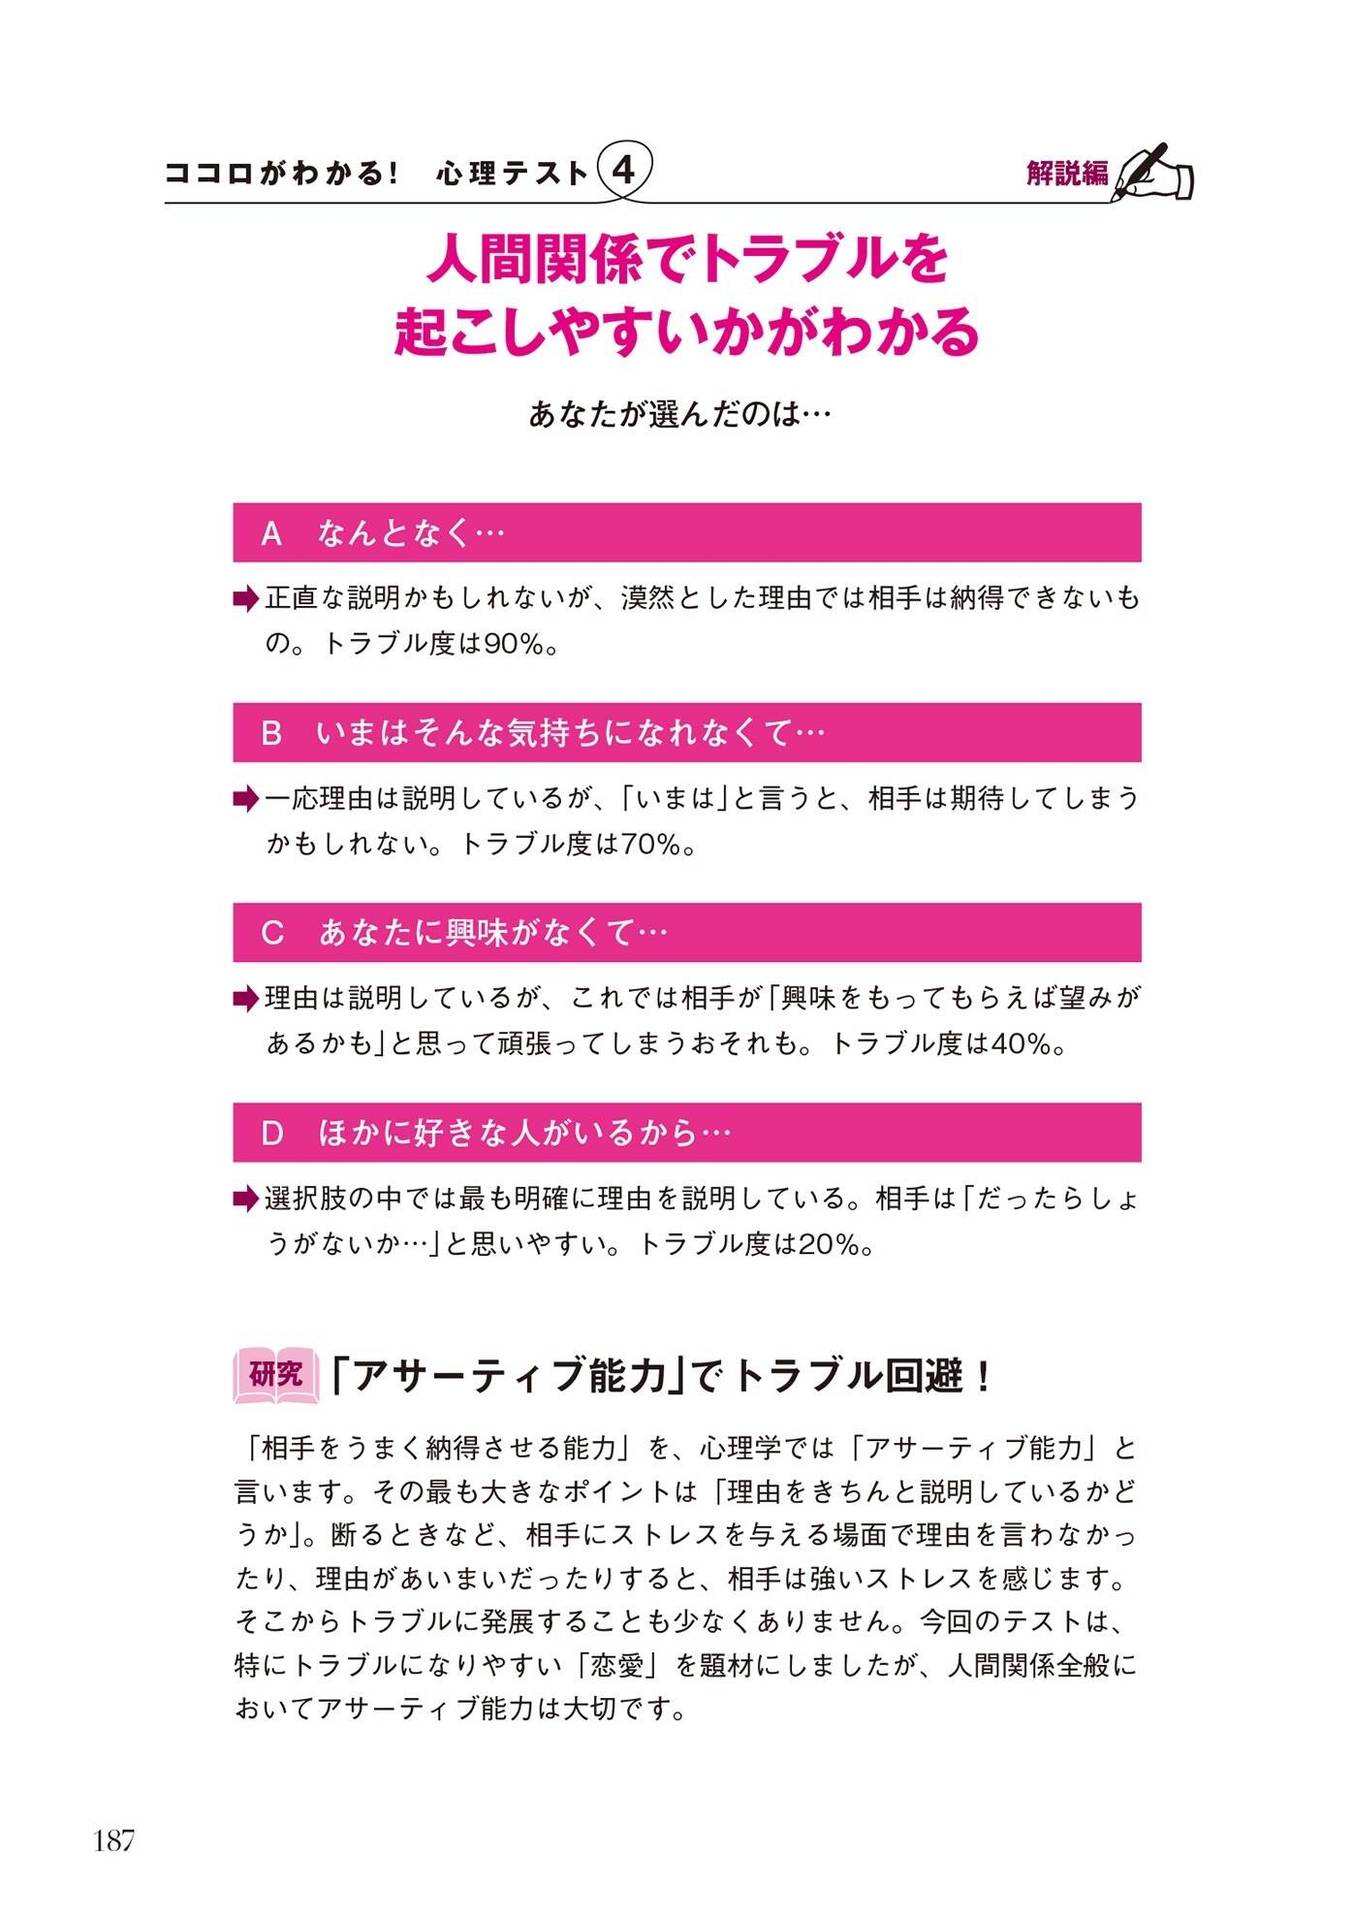 ココロがわかる！　心理テスト④
解説編
人間関係でトラブルを
起こしやすいかがわかる
あなたが選んだのは…
A　なんとなく…
➡正直な説明かもしれないが、漠然とした理由では相手は納得できないも
の。トラブル度は90%。
B　いまはそんな気持ちになれなくて…
➡一応理由は説明しているが、「いまは」と言うと、相手は期待してしまう
かもしれない。トラブル度は70%。
C　あなたに興味がなくて…
➡理由は説明しているが、これでは相手が「興味をもってもらえば望みが
あるかも」と思って頑張ってしまうおそれも。トラブル度は40%。
D　ほかに好きな人がいるから…
➡選択肢の中では最も明確に理由を説明している。相手は「だったらしょ
うがないか…」と思いやすい。トラブル度は20%。
研究「アサーティブ能力」でトラブル回避！
「相手をうまく納得させる能力」を、心理学では「アサーティブ能力」と
言います。その最も大きなポイントは「理由をきちんと説明しているかど
うか」。断るときなど、相手にストレスを与える場面で理由を言わなかっ
たり、理由があいまいだったりすると、相手は強いストレスを感じます。
そこからトラブルに発展することも少なくありません。今回のテストは、
特にトラブルになりやすい「恋愛」を題材にしましたが、人間関係全般に
おいてアサーティブ能力は大切です。
187